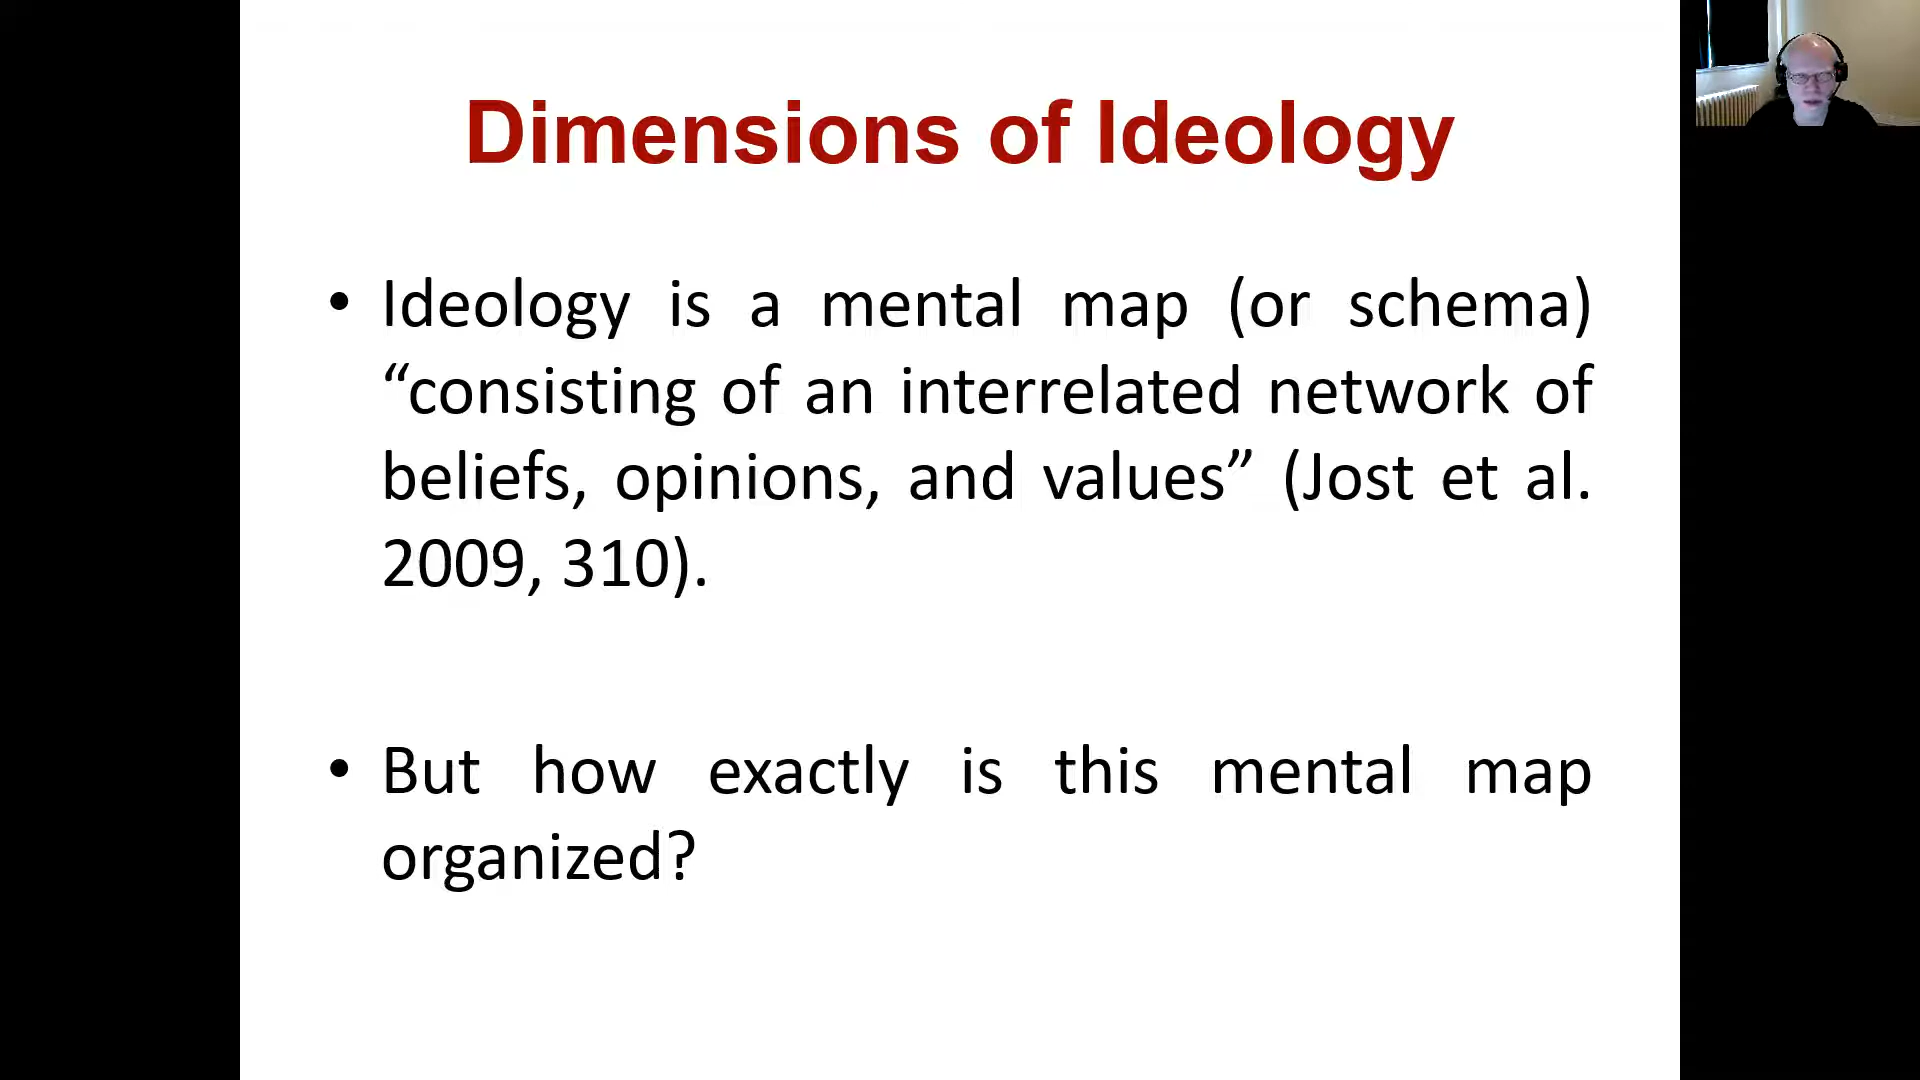 Dimensions of Ideology
• Ideology is a mental map (or schema)
“consisting of an interrelated network of
beliefs, opinions, and values” (Jost et al.
2009, 310).
• But how exactly is this mental map
organized?